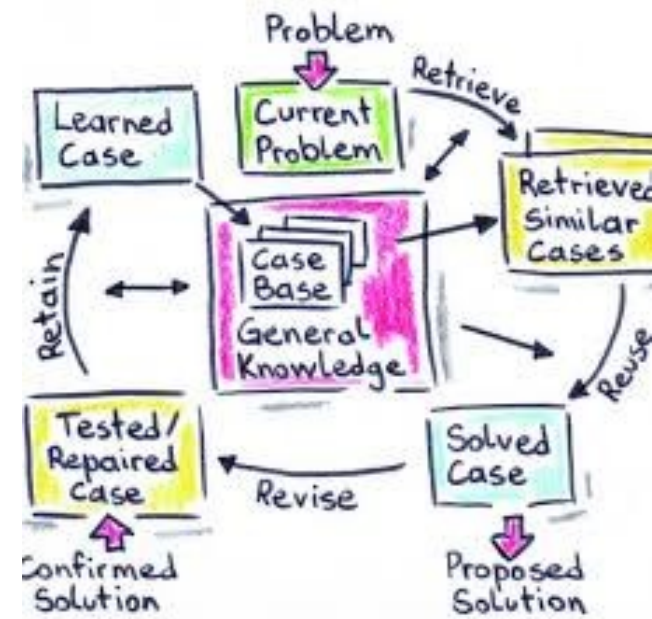 Problem
Retrieve
Learned
Case
Current
Problem
Retrieved
Similar
Cases
Case
Base
General
Knowledge
Retain
Reuse
Tested/
Repaired
Case
Revise
Solved
Case
Confirmed
Solution
Proposed
Solution